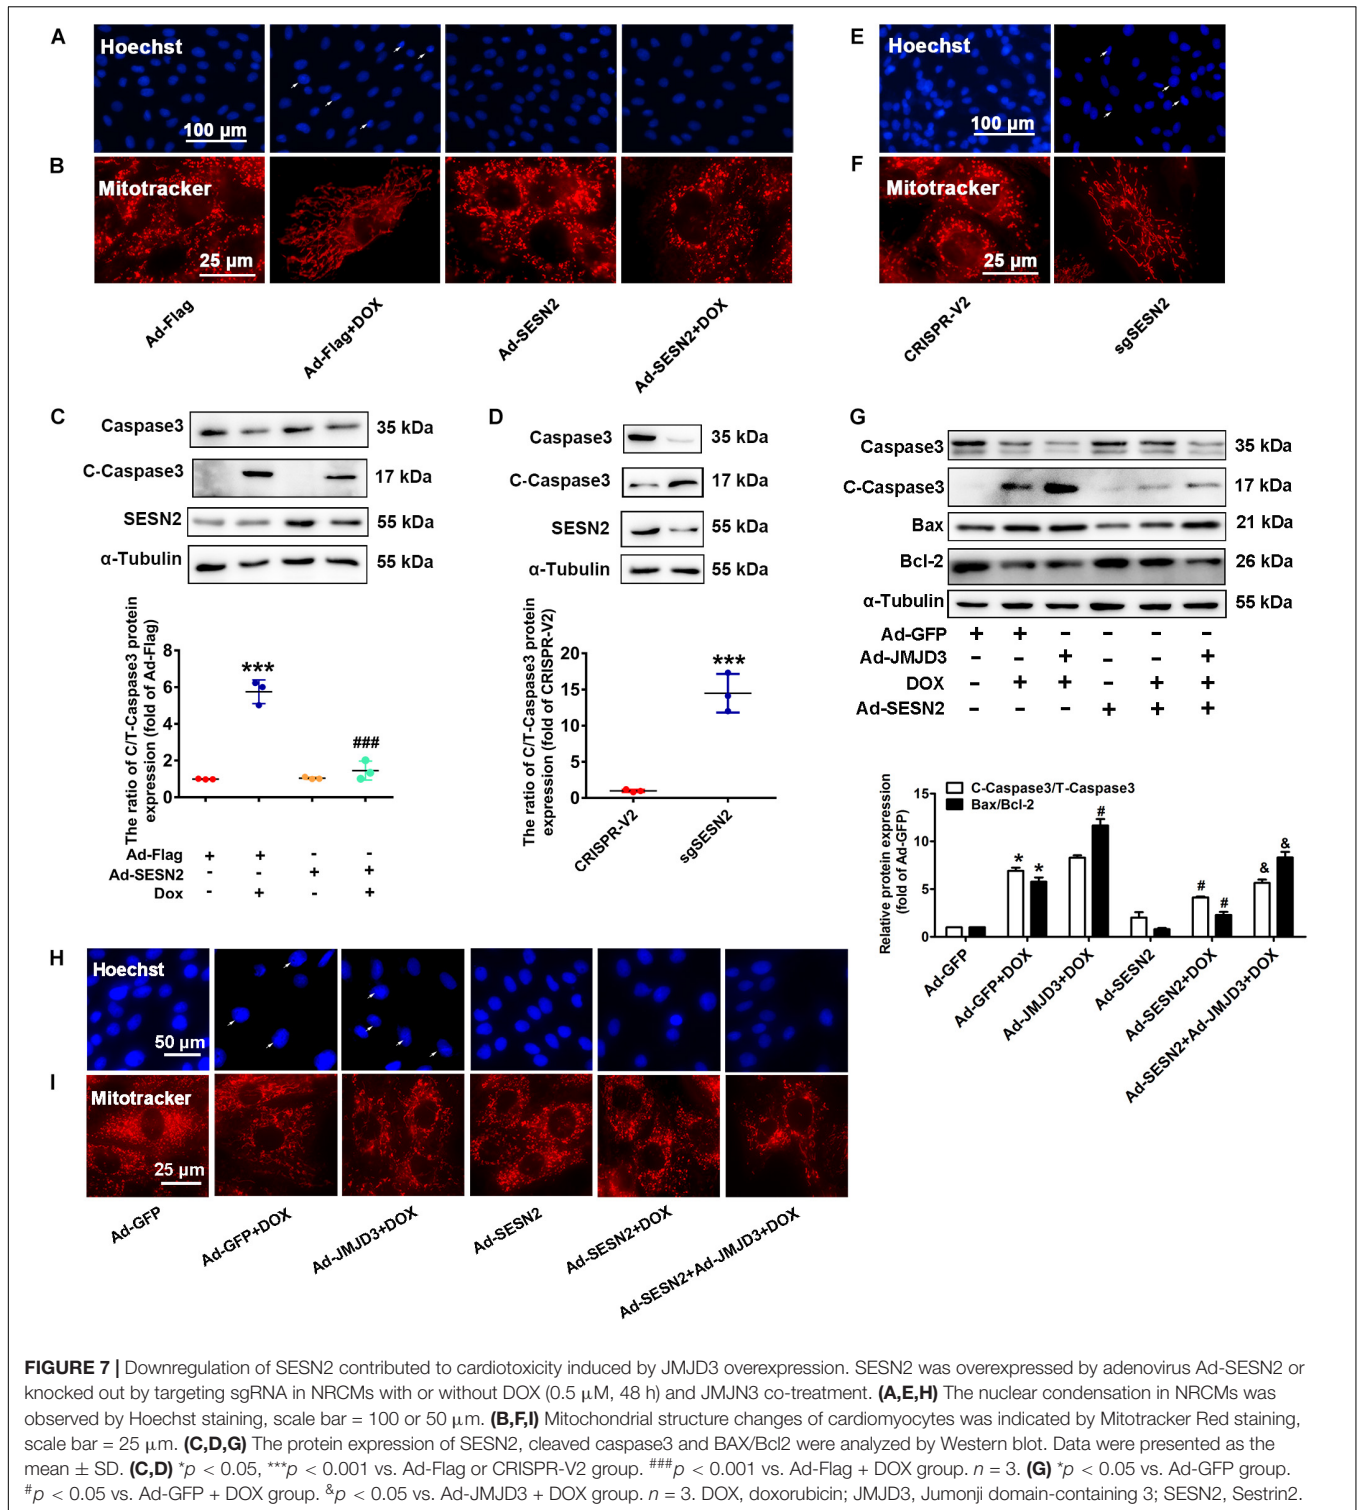 A
Hoechst
100 µm
E
Hoechst
100 µm
B
Mitotracker
25 µm
F
Mitotracker
25 µm
Ad-Flag
Ad-Flag+DOX
Ad-SESN2
Ad-SESN2+DOX
CRISPR-V2
sgSESN2
C
Caspase3 35 kDa
C-Caspase3 17 kDa
SESN2 55 kDa
α-Tubulin 55 kDa
The ratio of C/T-Caspase3 protein
expression (fold of Ad-Flag)
8
6
4
2
0
***
###
Ad-Flag + + - -
Ad-SESN2 - - + +
Dox - + - +
D
Caspase3 35 kDa
C-Caspase3 17 kDa
SESN2 55 kDa
α-Tubulin 55 kDa
The ratio of C/T-Caspase3 protein
expression (fold of CRISPR-V2)
20
15
10
5
0
***
CRISPR-V2
sgSESN2
G
Caspase3 35 kDa
C-Caspase3 17 kDa
Bax 21 kDa
Bcl-2 26 kDa
α-Tubulin 55 kDa
Ad-GFP + + - - - -
Ad-JMJD3 - - + - - +
DOX - + + - + +
Ad-SESN2 - - - + + +
Relative protein expression
(fold of Ad-GFP)
15
10
5
0
C-Caspase3/T-Caspase3
Bax/Bcl-2
* * # # # & &
Ad-GFP
Ad-GFP+DOX
Ad-JMJD3+DOX
Ad-SESN2
Ad-SESN2+DOX
Ad-SESN2+Ad-JMJD3+DOX
H
Hoechst
50 µm
I
Mitotracker
25 µm
Ad-GFP
Ad-GFP+DOX
Ad-JMJD3+DOX
Ad-SESN2
Ad-SESN2+DOX
Ad-SESN2+Ad-JMJD3+DOX
FIGURE 7 | Downregulation of SESN2 contributed to cardiotoxicity induced by JMJD3 overexpression. SESN2 was overexpressed by adenovirus Ad-SESN2 or
knocked out by targeting sgRNA in NRCMs with or without DOX (0.5 μM, 48 h) and JMJN3 co-treatment. (A,E,H) The nuclear condensation in NRCMs was
observed by Hoechst staining, scale bar = 100 or 50 μm. (B,F,I) Mitochondrial structure changes of cardiomyocytes was indicated by Mitotracker Red staining,
scale bar = 25 μm. (C,D,G) The protein expression of SESN2, cleaved caspase3 and BAX/Bcl2 were analyzed by Western blot. Data were presented as the
mean ± SD. (C,D) *p < 0.05, ***p < 0.001 vs. Ad-Flag or CRISPR-V2 group. ###p < 0.001 vs. Ad-Flag + DOX group. n = 3. (G) *p < 0.05 vs. Ad-GFP group.
#p < 0.05 vs. Ad-GFP + DOX group. &p < 0.05 vs. Ad-JMJD3 + DOX group. n = 3. DOX, doxorubicin; JMJD3, Jumonji domain-containing 3; SESN2, Sestrin2.